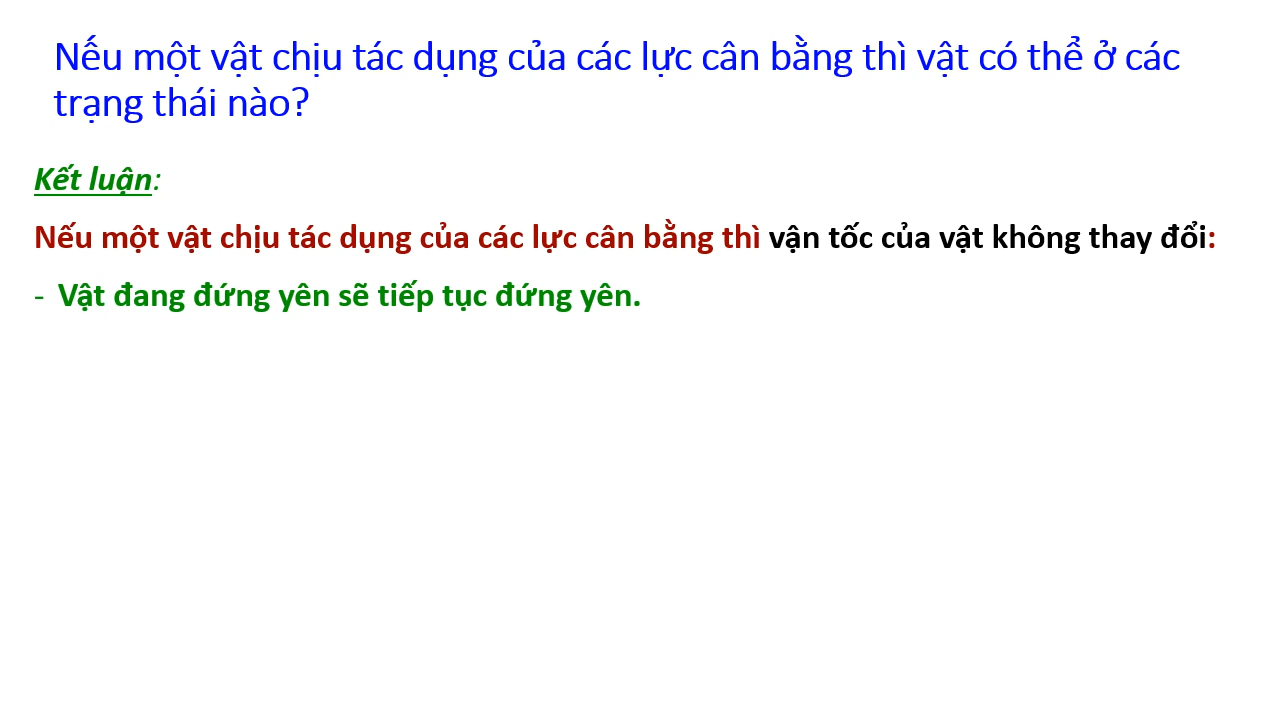 Nếu một vật chịu tác dụng của các lực cân bằng thì vật có thể ở các
trạng thái nào?
Kết luận:
Nếu một vật chịu tác dụng của các lực cân bằng thì vận tốc của vật không thay đổi:
- Vật đang đứng yên sẽ tiếp tục đứng yên.